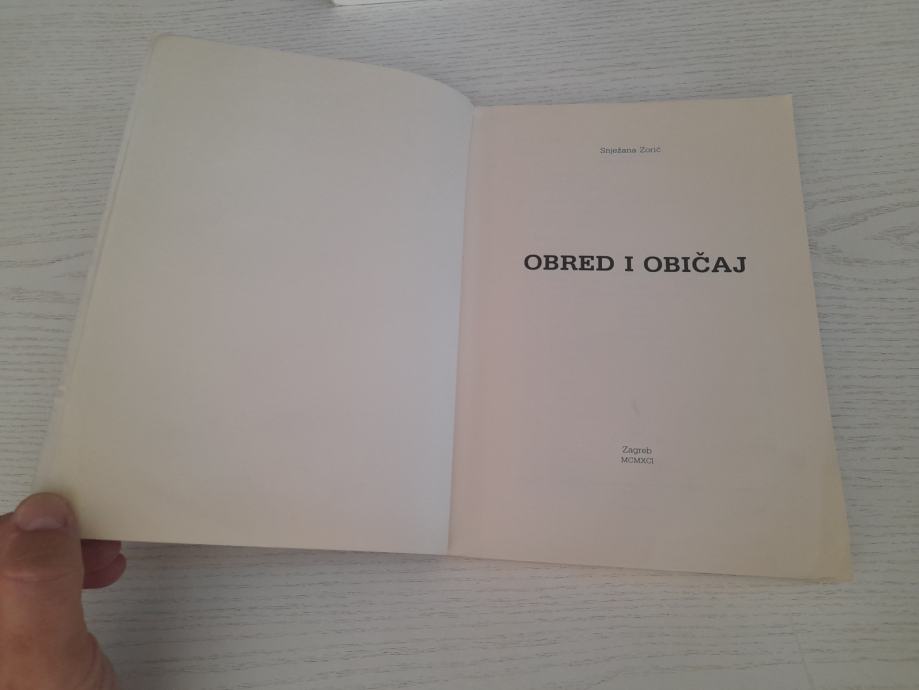 Snježana Zorić
OBRED I OBIČAJ
Zagreb
MCMXCI